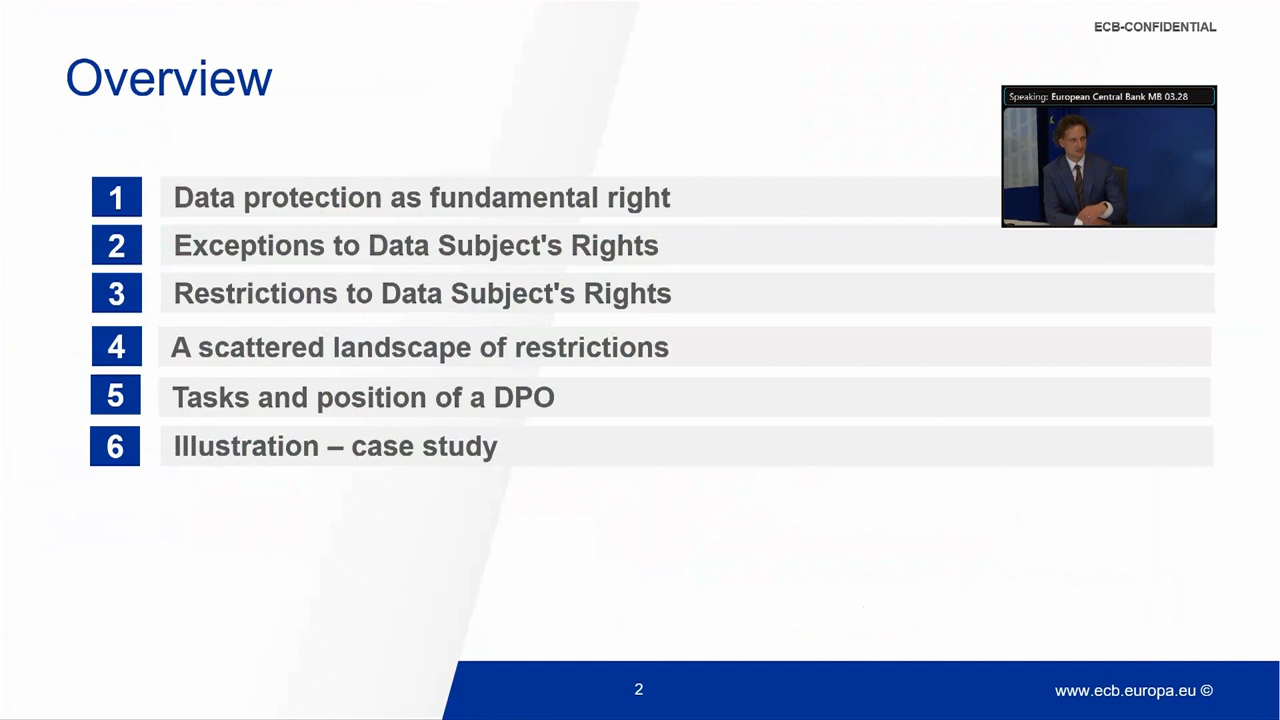 ECB-CONFIDENTIAL
Overview
Speaking: European Central Bank MB 03.28
1 Data protection as fundamental right
2 Exceptions to Data Subject's Rights
3 Restrictions to Data Subject's Rights
4 A scattered landscape of restrictions
5 Tasks and position of a DPO
6 Illustration – case study
2
www.ecb.europa.eu ©